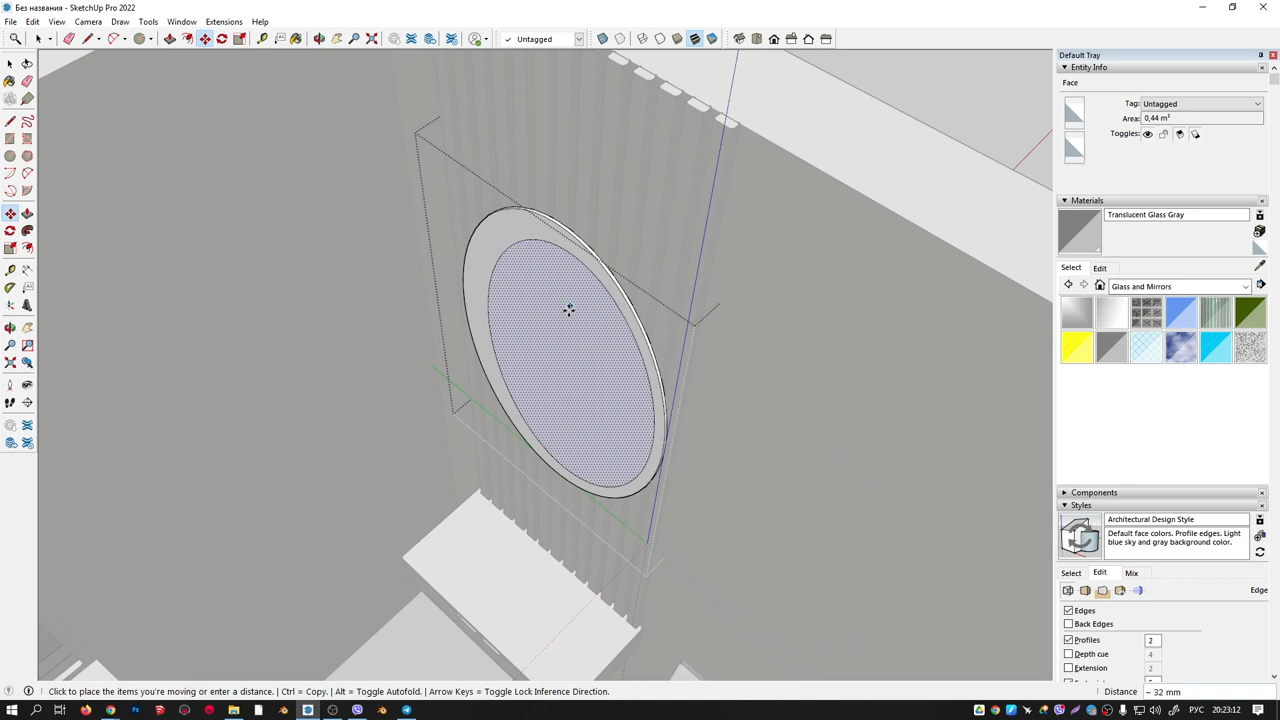 Без названия - SketchUp Pro 2022
File Edit View Camera Draw Tools Window Extensions Help
Untagged
Default Tray
Entity Info
Face
Tag: Untagged
Area: 0,44 m²
Toggles:
Materials
Translucent Glass Gray
Select Edit
Glass and Mirrors
Components
Styles
Architectural Design Style
Default face colors. Profile edges. Light
blue sky and gray background color.
Select Edit Mix
Edge
Edges
Back Edges
Profiles 2
Depth cue 4
Extension 2
Click to place the items you're moving or enter a distance. | Ctrl = Copy. | Alt = Toggle Autofold. | Arrow Keys = Toggle Lock Inference Direction.
Distance ~ 32 mm
РУС 20:23:12